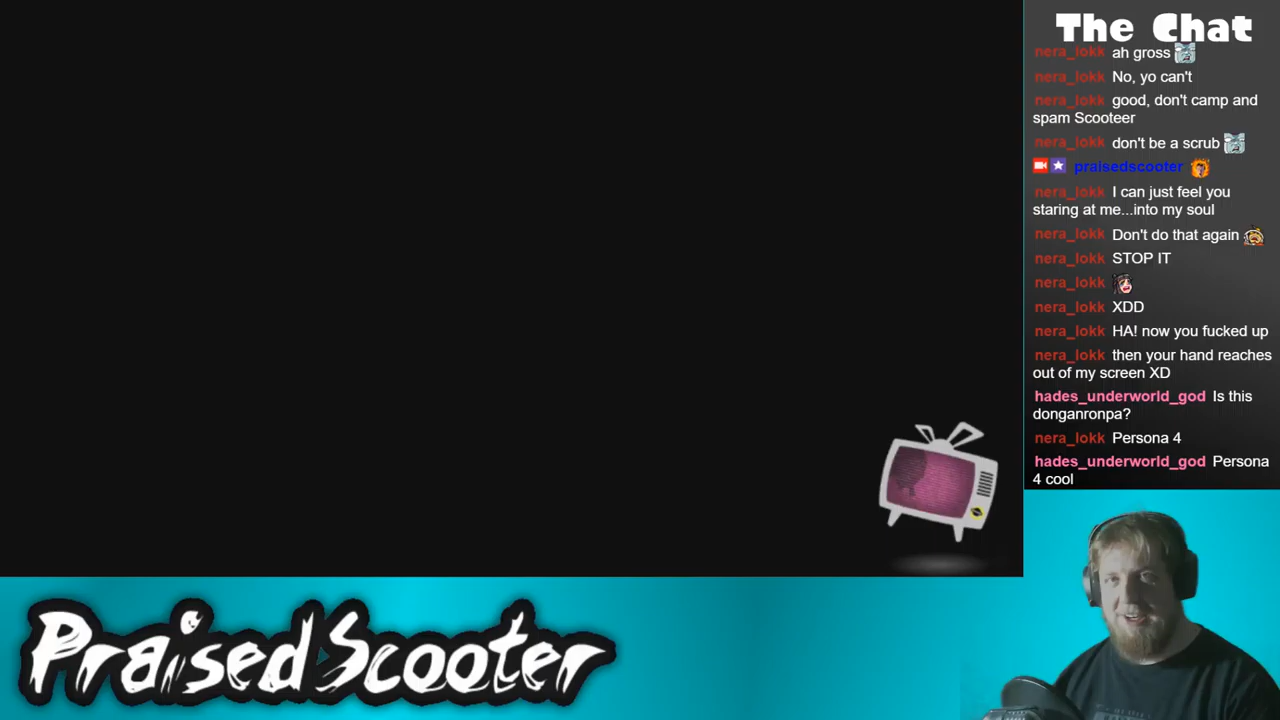 The Chat
nera_lokk ah gross
nera_lokk No, yo can't
nera_lokk good, don't camp and
spam Scooteer
nera_lokk don't be a scrub
praisedscooter
nera_lokk I can just feel you
staring at me...into my soul
nera_lokk Don't do that again
nera_lokk STOP IT
nera_lokk
nera_lokk XDD
nera_lokk HA! now you fucked up
nera_lokk then your hand reaches
out of my screen XD
hades_underworld_god Is this
donganronpa?
nera_lokk Persona 4
hades_underworld_god Persona
4 cool
PraisedScooter